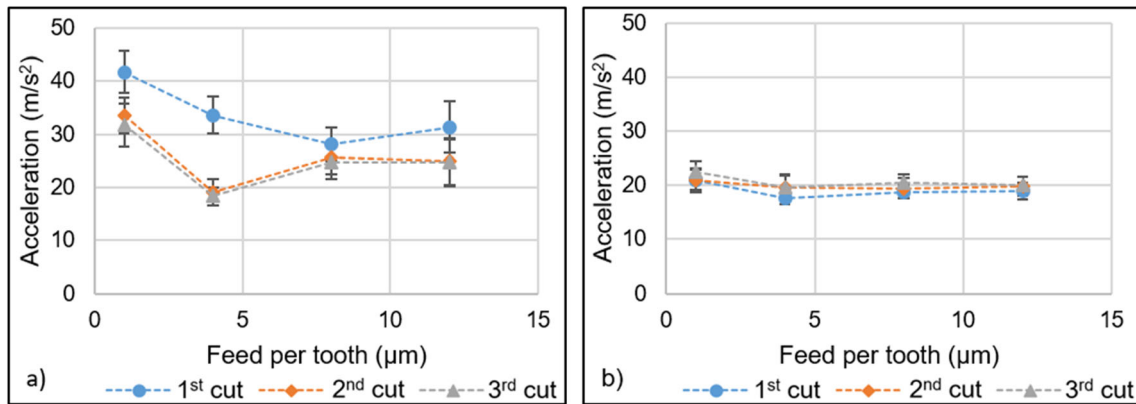 50
40
30
20
10
0
Acceleration (m/s²)
0 5 10 15
Feed per tooth (µm)
a)
1st cut 2nd cut 3rd cut
50
40
30
20
10
0
Acceleration (m/s²)
0 5 10 15
Feed per tooth (µm)
b)
1st cut 2nd cut 3rd cut